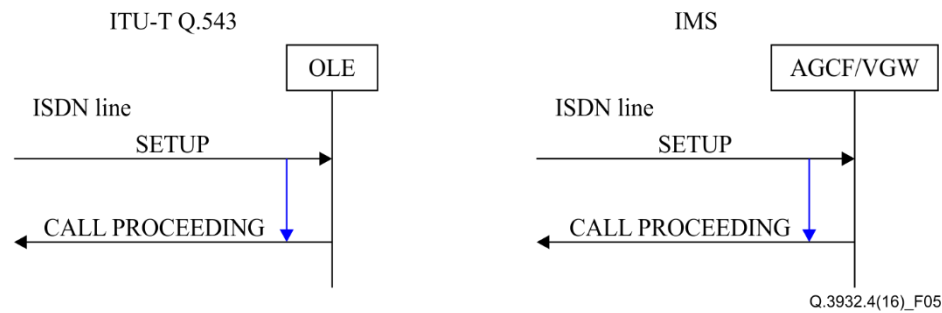 ITU-T Q.543
IMS
OLE
AGCF/VGW
ISDN line
ISDN line
SETUP
SETUP
CALL PROCEEDING
CALL PROCEEDING
Q.3932.4(16)_F05